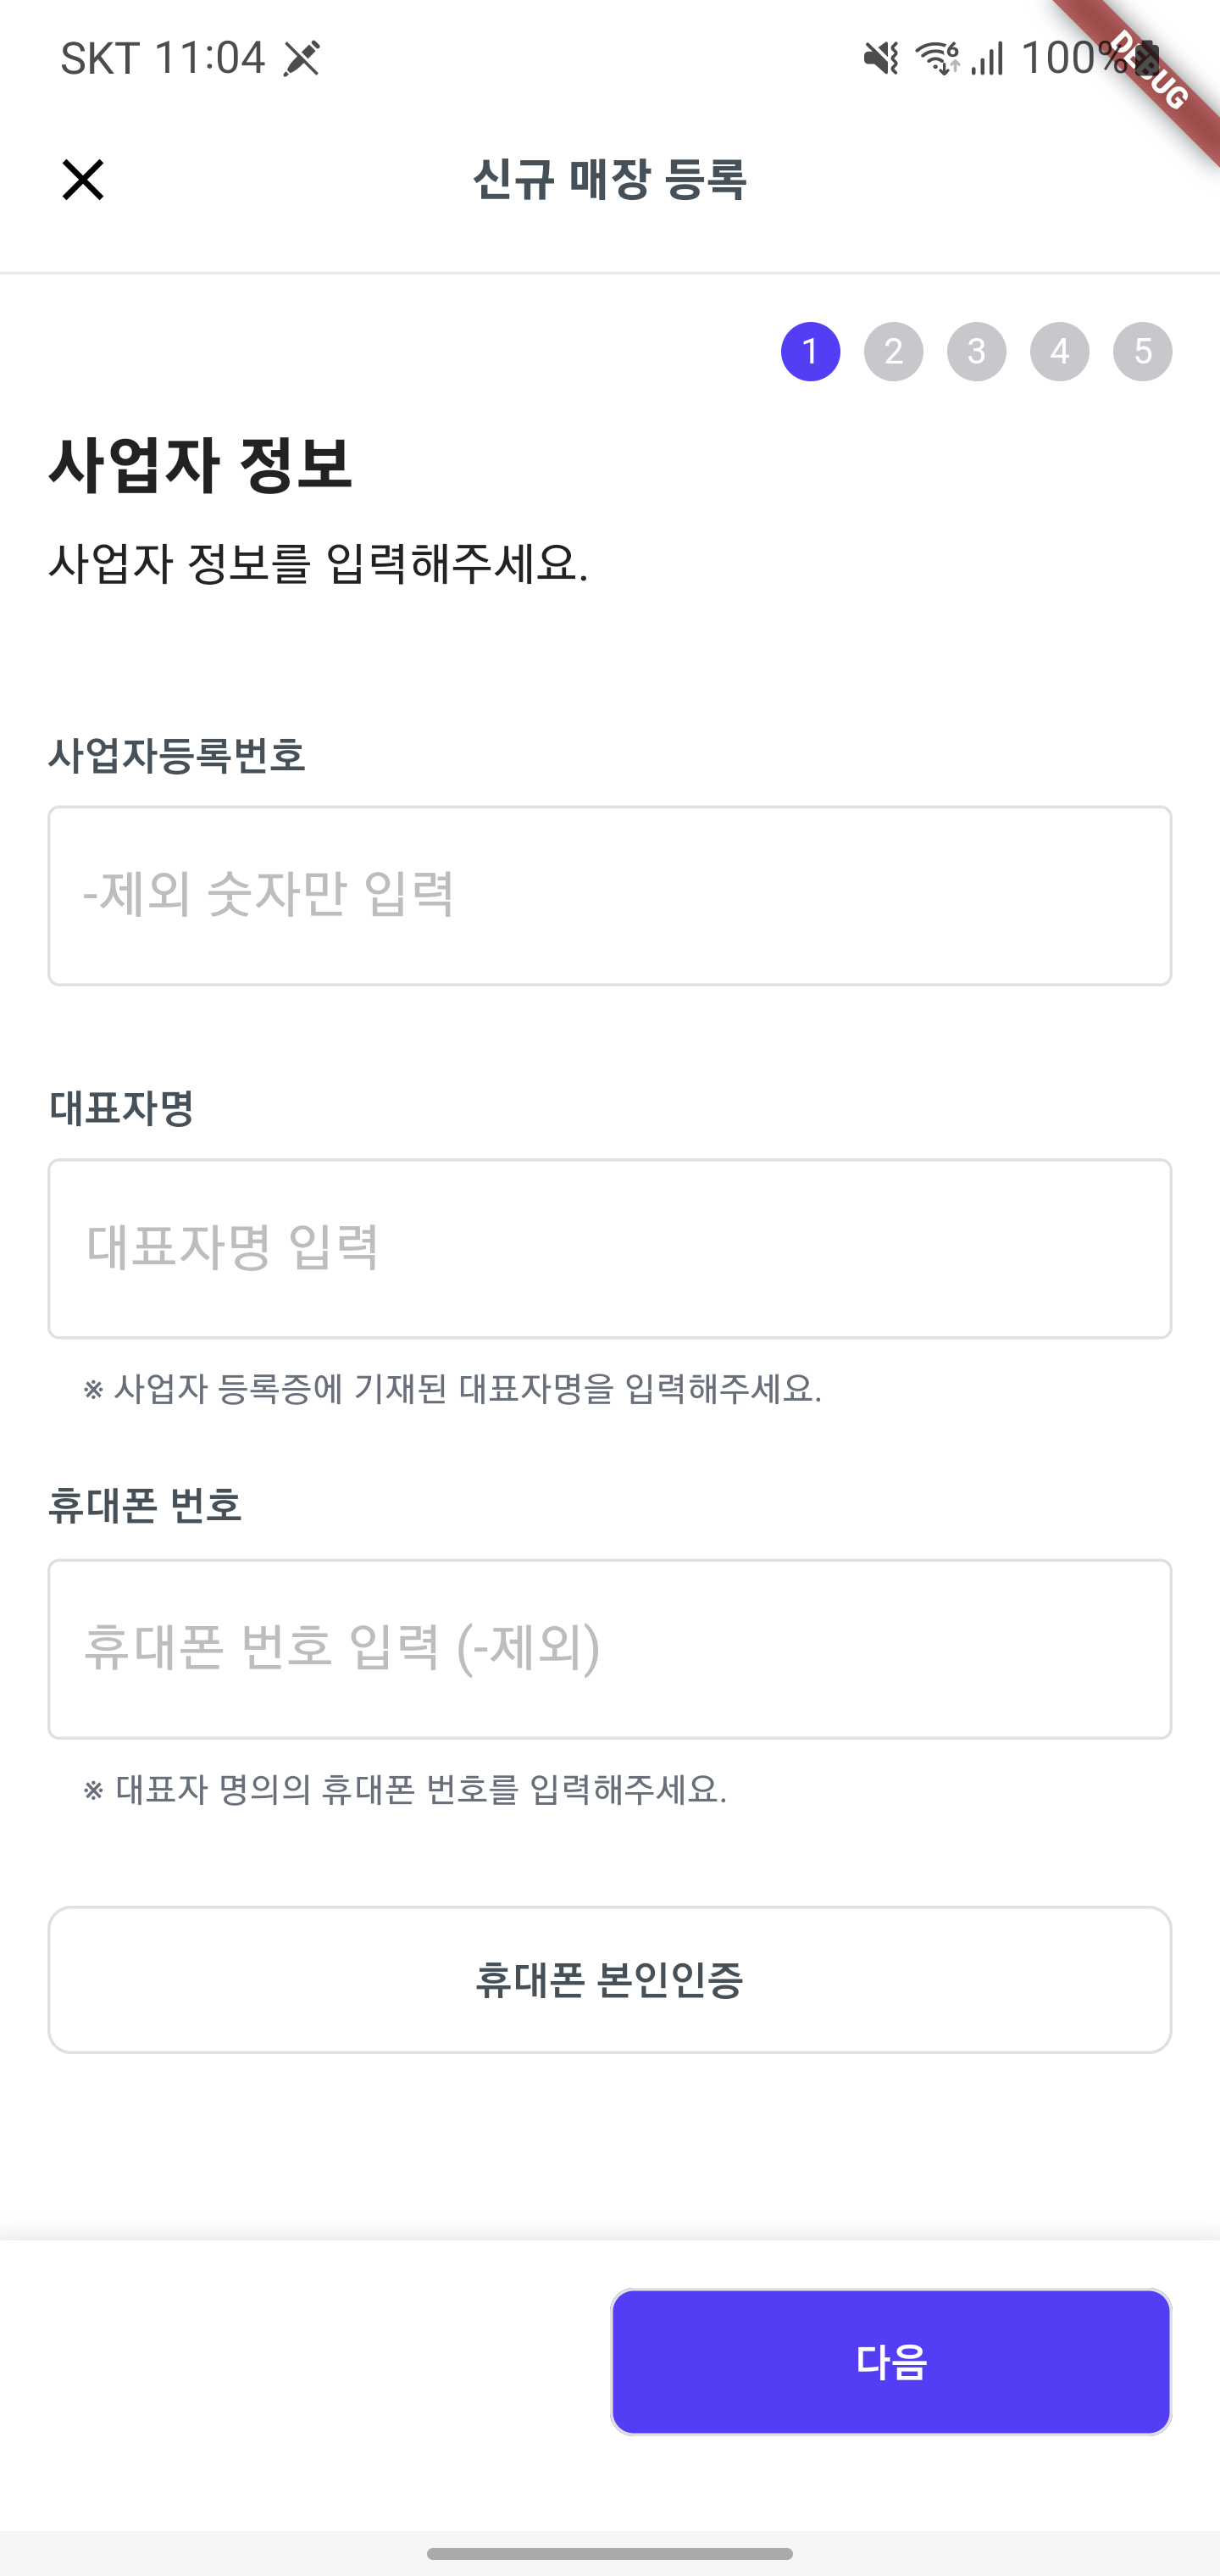 SKT 11:04
6 100%
DEBUG
신규 매장 등록
1 2 3 4 5
사업자 정보
사업자 정보를 입력해주세요.
사업자등록번호
-제외 숫자만 입력
대표자명
대표자명 입력
※ 사업자 등록증에 기재된 대표자명을 입력해주세요.
휴대폰 번호
휴대폰 번호 입력 (-제외)
※ 대표자 명의의 휴대폰 번호를 입력해주세요.
휴대폰 본인인증
다음